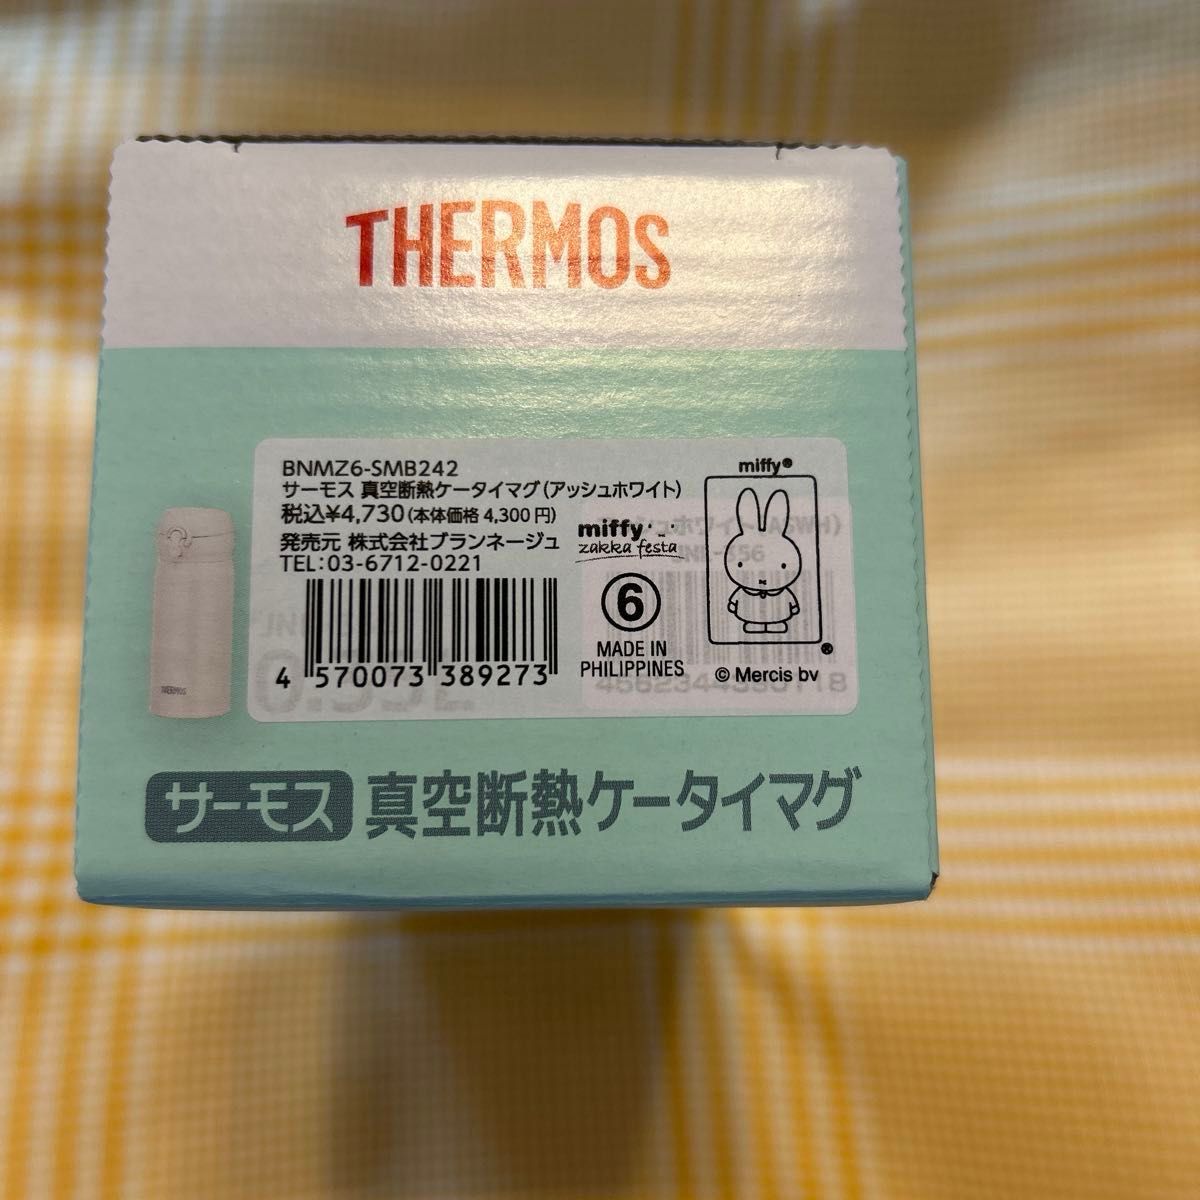 THERMOS
BNMZ6-SMB242
サーモス 真空断熱ケータイマグ(アッシュホワイト)
税込¥4,730(本体価格 4,300円)
発売元 株式会社ブランネージュ
TEL:03-6712-0221
4 570073 389273
miffy
zakka festa
6
MADE IN
PHILIPPINES
miffy®
®
© Mercis bv
THERMOS
サーモス 真空断熱ケータイマグ